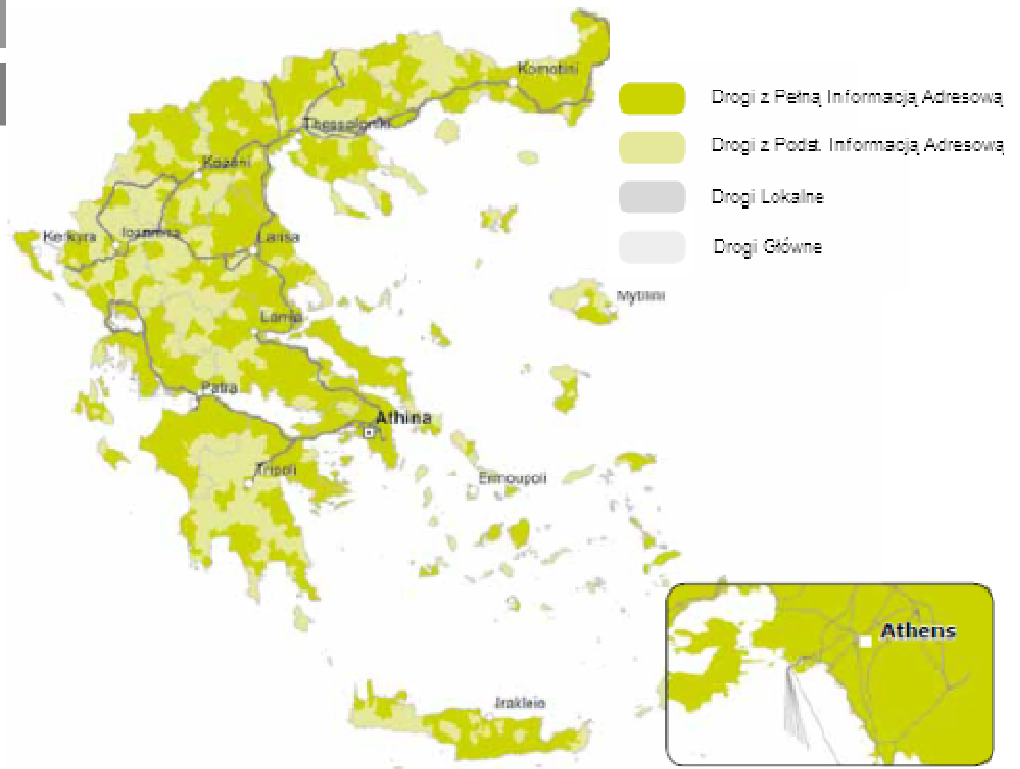 Komotini
Drogi z Pełną Informacją Adresową
Thessaloniki
Drogi z Podst. Informacją Adresową
Kozani
Drogi Lokalne
Kerkyra
Ioannina
Larisa
Drogi Główne
Mytilini
Lamia
Patra
Athina
Tripoli
Ermoupoli
Athens
Irakleio